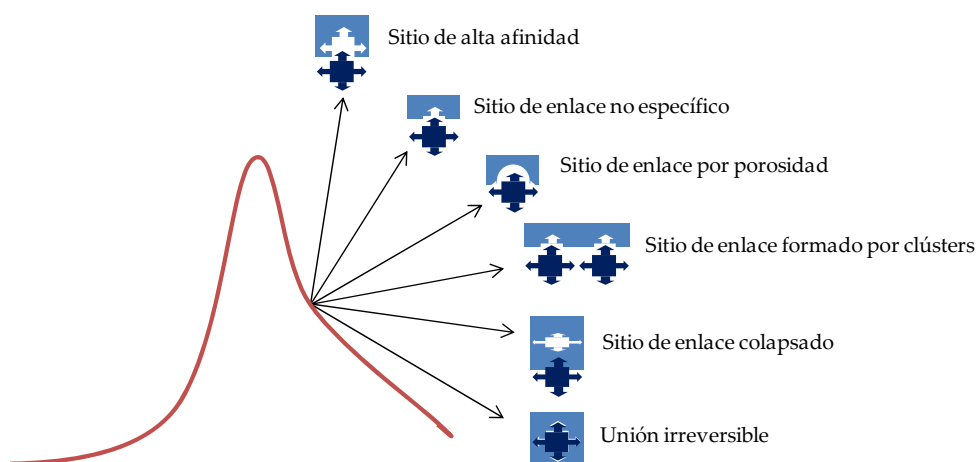 Sitio de alta afinidad
Sitio de enlace no específico
Sitio de enlace por porosidad
Sitio de enlace formado por clústers
Sitio de enlace colapsado
Unión irreversible